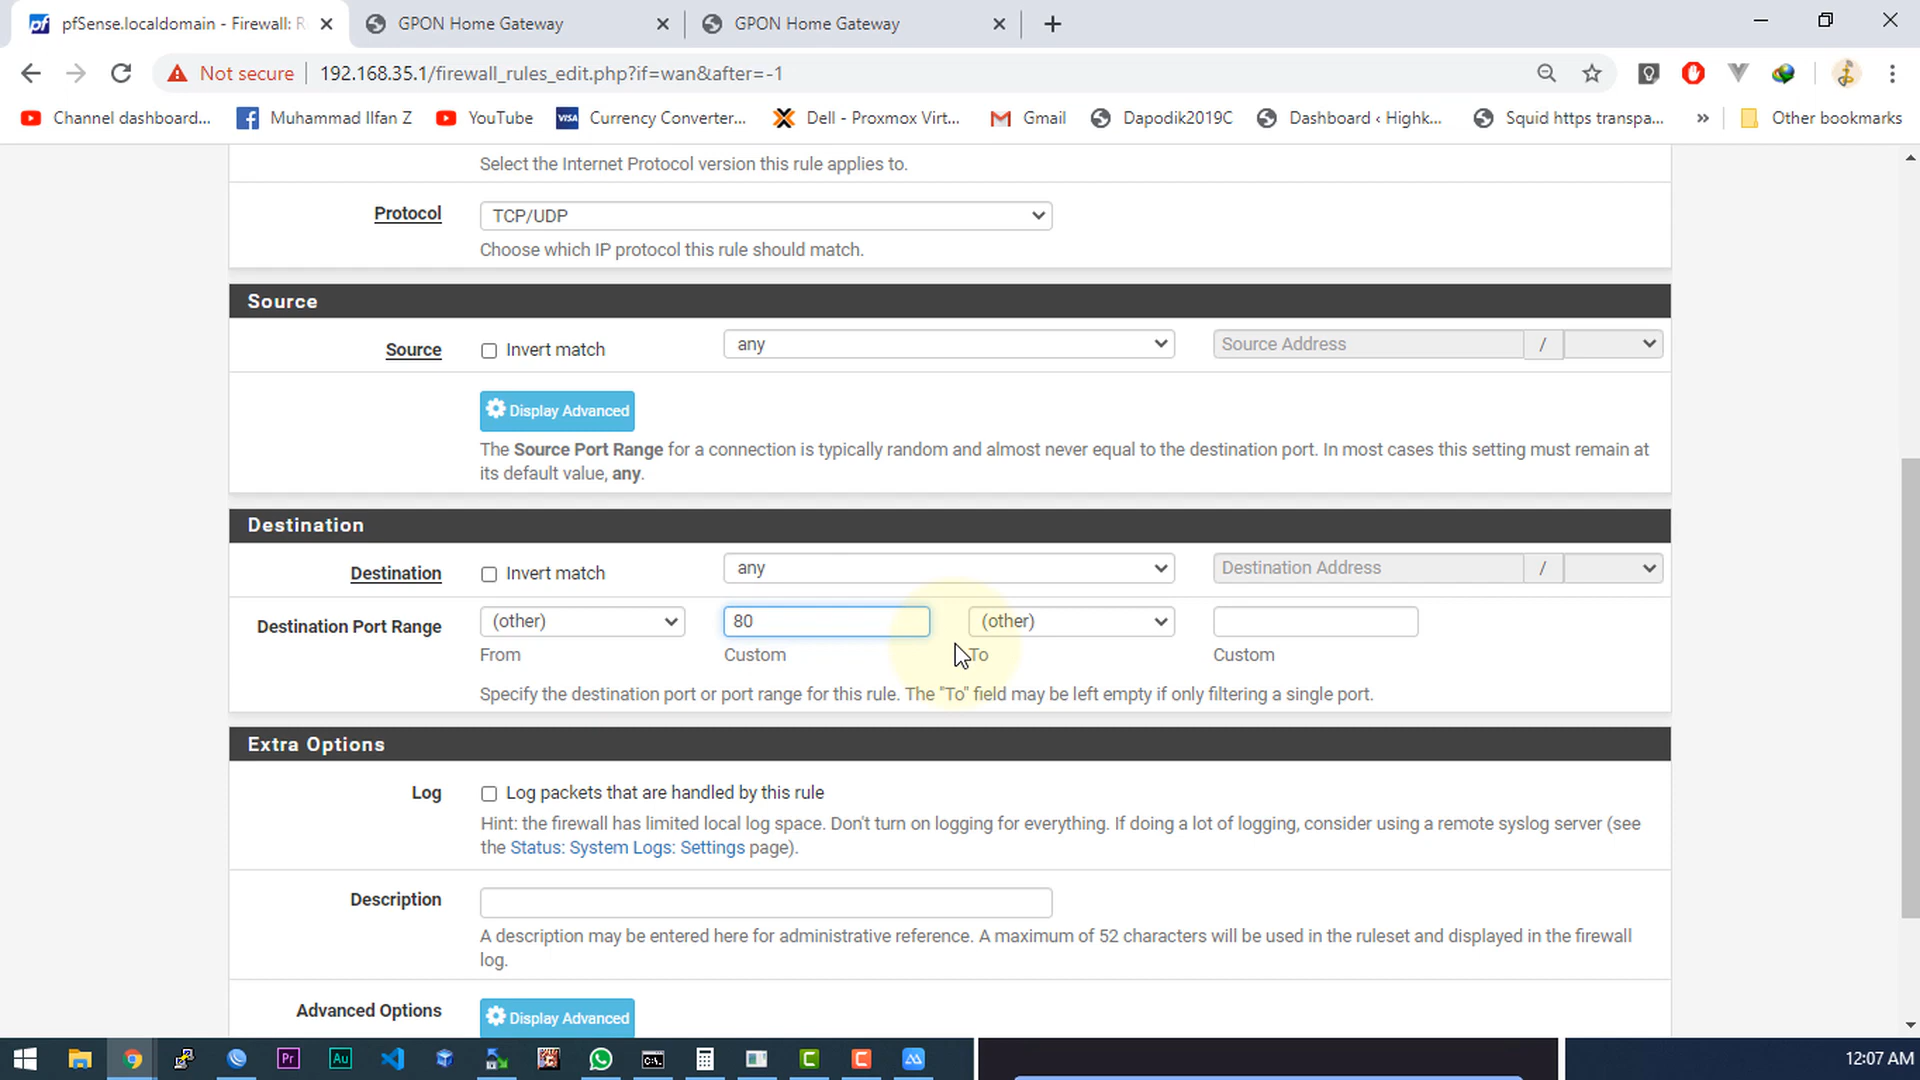 pfSense.localdomain - Firewall: R
GPON Home Gateway
GPON Home Gateway
Not secure
192.168.35.1/firewall_rules_edit.php?if=wan&after=-1
Channel dashboard...
Muhammad Ilfan Z
YouTube
VISA
Currency Converter...
Dell - Proxmox Virt...
Gmail
Dapodik2019C
Dashboard ‹ Highk...
Squid https transpa...
»
Other bookmarks
Select the Internet Protocol version this rule applies to.
Protocol
TCP/UDP
Choose which IP protocol this rule should match.
Source
Source
Invert match
any
Source Address
/
Display Advanced
The Source Port Range for a connection is typically random and almost never equal to the destination port. In most cases this setting must remain at
its default value, any.
Destination
Destination
Invert match
any
Destination Address
/
Destination Port Range
(other)
80
(other)
From
Custom
To
Custom
Specify the destination port or port range for this rule. The "To" field may be left empty if only filtering a single port.
Extra Options
Log
Log packets that are handled by this rule
Hint: the firewall has limited local log space. Don't turn on logging for everything. If doing a lot of logging, consider using a remote syslog server (see
the Status: System Logs: Settings page).
Description
A description may be entered here for administrative reference. A maximum of 52 characters will be used in the ruleset and displayed in the firewall
log.
Advanced Options
Display Advanced
Pr
Au
12:07 AM